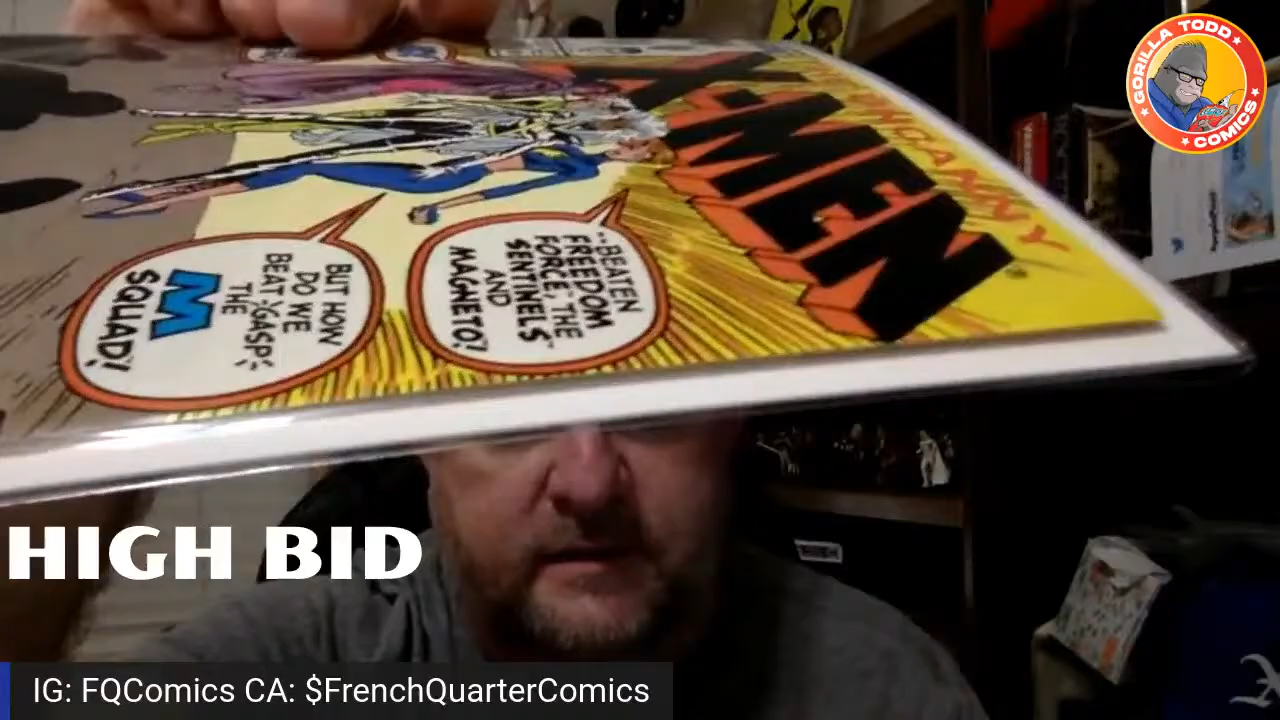 GORILLA TODD
COMICS
THE UNCANNY
X-MEN
®
"...BEATEN
FREEDOM
FORCE, THE
SENTINELS
AND
MAGNETO!
BUT HOW
DO WE
BEAT >GASP<
THE
M
SQUAD!
HIGH BID
IG: FQComics CA: $FrenchQuarterComics